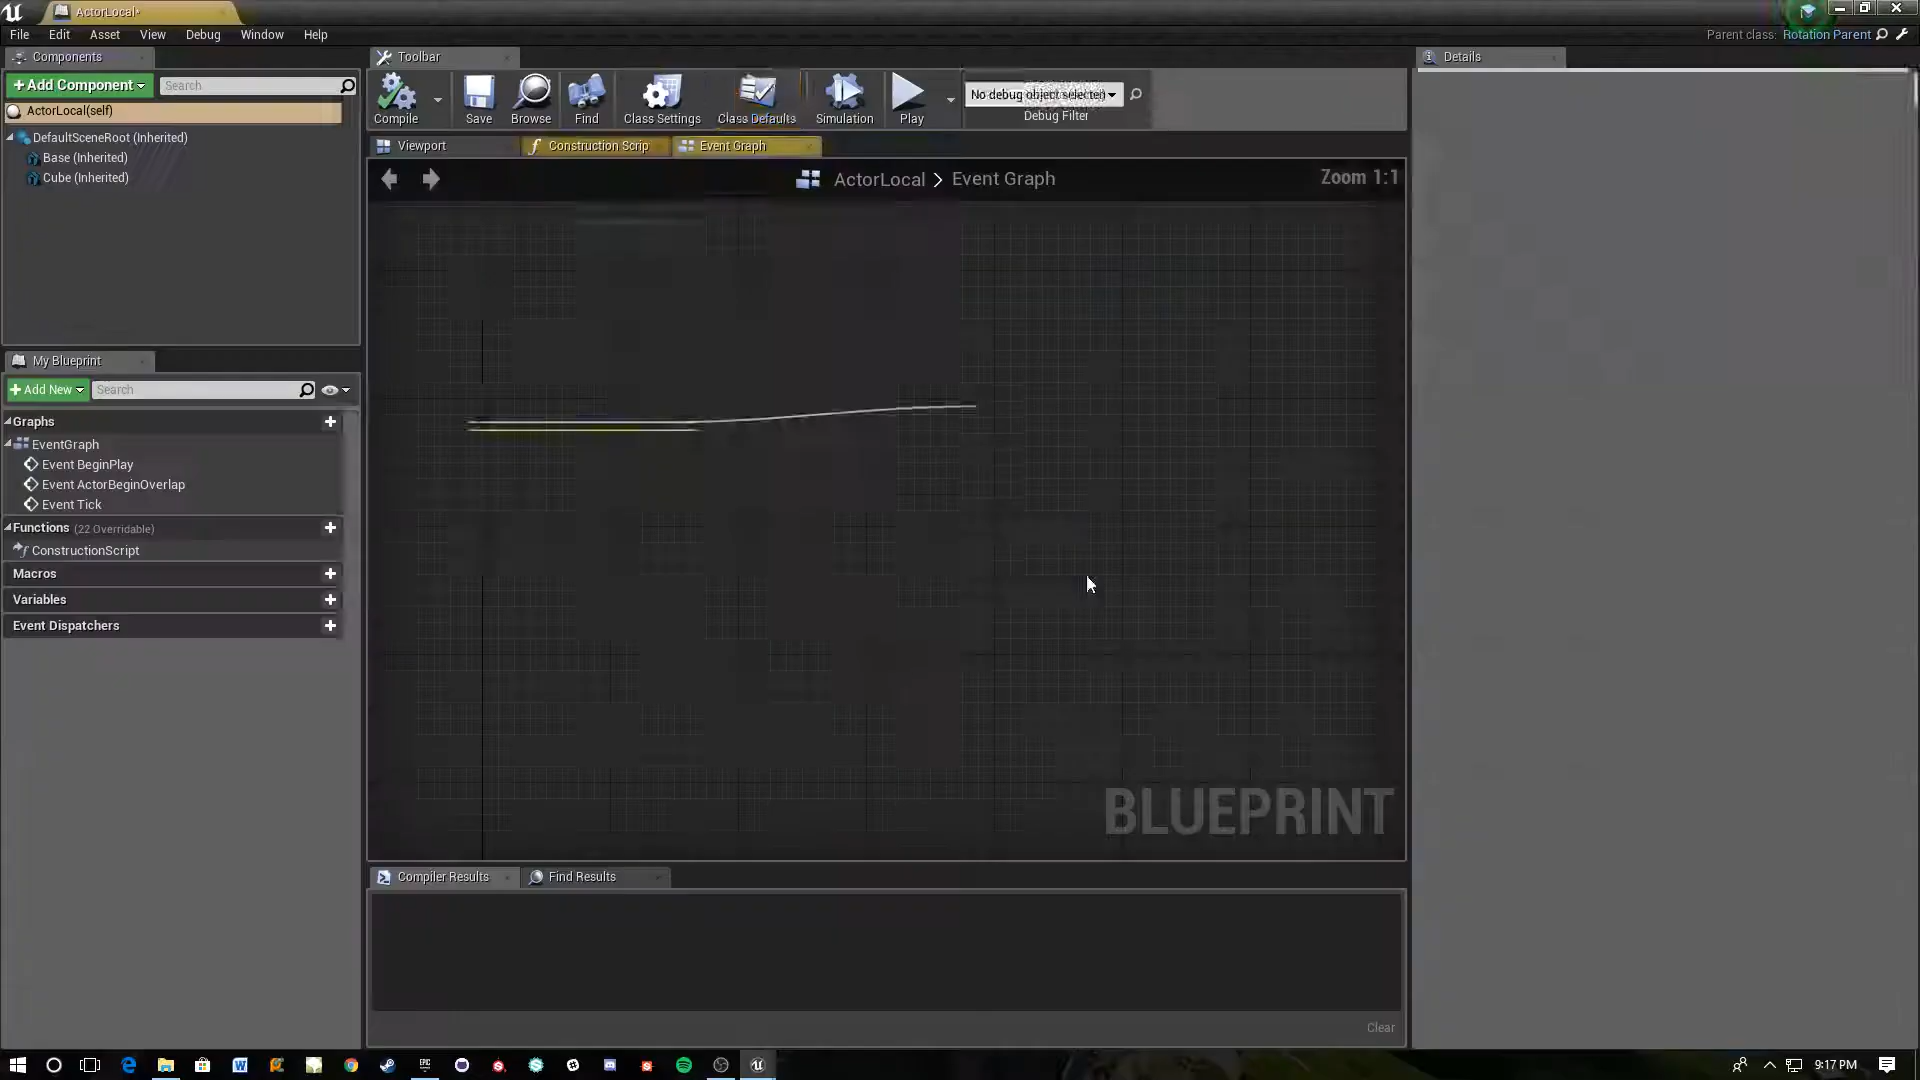 ActorLocal*
File Edit Asset View Debug Window Help
Parent class: Rotation Parent
Components
Toolbar
Details
+Add Component
Search
ActorLocal(self)
DefaultSceneRoot (Inherited)
Base (Inherited)
Cube (Inherited)
Compile
Save
Browse
Find
Class Settings
Class Defaults
Simulation
Play
No debug object selected
Debug Filter
Viewport
Construction Scrip
Event Graph
ActorLocal > Event Graph
Zoom 1:1
My Blueprint
+Add New
Search
Graphs
EventGraph
Event BeginPlay
Event ActorBeginOverlap
Event Tick
Functions (22 Overridable)
ConstructionScript
Macros
Variables
Event Dispatchers
BLUEPRINT
Compiler Results
Find Results
Clear
9:17 PM